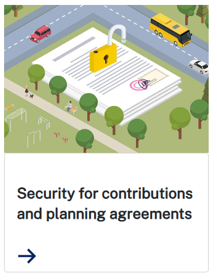 Security for contributions
and planning agreements